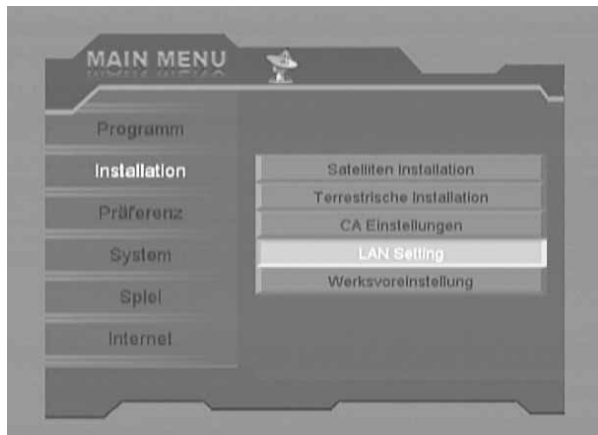 MAIN MENU
Programm
Installation
Präferenz
System
Spiel
Internet
Satelliten Installation
Terrestrische Installation
CA Einstellungen
LAN Setting
Werksvoreinstellung